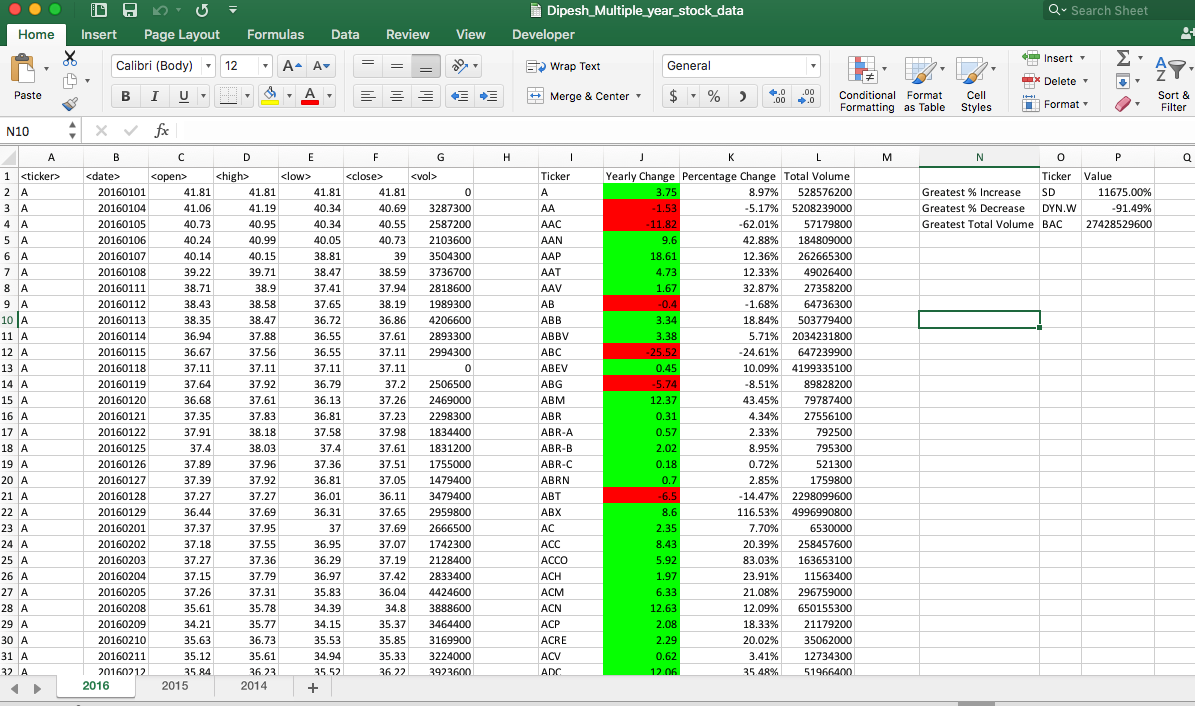 Dipesh_Multiple_year_stock_data
Search Sheet
Home Insert Page Layout Formulas Data Review View Developer
Paste
Calibri (Body) 12 A A
B I U A
Wrap Text
Merge & Center
General
$ % )
Conditional Formatting
Format as Table
Cell Styles
Insert
Delete
Format
Sort & Filter
N10 fx
A B C D E F G H I J K L M N O P Q
1 <ticker> <date> <open> <high> <low> <close> <vol> Ticker Yearly Change Percentage Change Total Volume Ticker Value
2 A 20160101 41.81 41.81 41.81 41.81 0 A 3.75 8.97% 528576200 Greatest % Increase SD 11675.00%
3 A 20160104 41.06 41.19 40.34 40.69 3287300 AA -1.53 -5.17% 5208239000 Greatest % Decrease DYN.W -91.49%
4 A 20160105 40.73 40.95 40.34 40.55 2587200 AAC -11.82 -62.01% 57179800 Greatest Total Volume BAC 27428529600
5 A 20160106 40.24 40.99 40.05 40.73 2103600 AAN 9.6 42.88% 184809000
6 A 20160107 40.14 40.15 38.81 39 3504300 AAP 18.61 12.36% 262665300
7 A 20160108 39.22 39.71 38.47 38.59 3736700 AAT 4.73 12.33% 49026400
8 A 20160111 38.71 38.9 37.41 37.94 2818600 AAV 1.67 32.87% 27358200
9 A 20160112 38.43 38.58 37.65 38.19 1989300 AB -0.4 -1.68% 64736300
10 A 20160113 38.35 38.47 36.72 36.86 4206600 ABB 3.34 18.84% 503779400
11 A 20160114 36.94 37.88 36.55 37.61 2893300 ABBV 3.38 5.71% 2034231800
12 A 20160115 36.67 37.56 36.55 37.11 2994300 ABC -25.52 -24.61% 647239900
13 A 20160118 37.11 37.11 37.11 37.11 0 ABEV 0.45 10.09% 4199335100
14 A 20160119 37.64 37.92 36.79 37.2 2506500 ABG -5.74 -8.51% 89828200
15 A 20160120 36.68 37.61 36.13 37.26 2469000 ABM 12.37 43.45% 79787400
16 A 20160121 37.35 37.83 36.81 37.23 2298300 ABR 0.31 4.34% 27556100
17 A 20160122 37.91 38.18 37.58 37.98 1834400 ABR-A 0.57 2.33% 792500
18 A 20160125 37.4 38.03 37.4 37.61 1831200 ABR-B 2.02 8.95% 795300
19 A 20160126 37.89 37.96 36.38 37.51 1755000 ABR-C 0.18 0.72% 521300
20 A 20160127 37.39 37.92 36.81 37.05 1479400 ABRN 0.7 2.85% 1759800
21 A 20160128 37.27 37.27 36.01 36.11 3479400 ABT -6.5 -14.47% 2298099600
22 A 20160129 36.44 37.69 36.31 37.65 2959800 ABX 8.6 116.53% 4996990800
23 A 20160201 37.37 37.95 37 37.69 2666500 AC 2.35 7.70% 6530000
24 A 20160202 37.18 37.55 36.95 37.07 1742300 ACC 8.43 20.39% 258457600
25 A 20160203 37.27 37.36 36.29 37.19 2128400 ACCO 5.92 83.03% 163653100
26 A 20160204 37.15 37.79 36.97 37.42 2833400 ACH 1.97 23.91% 11563400
27 A 20160205 37.26 37.31 35.83 36.04 4424600 ACM 6.33 21.08% 296759000
28 A 20160208 35.61 35.78 34.39 34.8 3888600 ACN 12.63 12.09% 650155300
29 A 20160209 34.21 35.77 34.15 35.37 3464400 ACP 2.08 18.33% 21179200
30 A 20160210 35.63 36.73 35.53 35.85 3169900 ACRE 2.29 20.02% 35062000
31 A 20160211 35.12 35.61 34.94 35.33 3224000 ACV 0.62 3.41% 12734300
32 A 20160212 35.84 36.23 35.52 36.22 3923600 ADC 12.06 35.48% 51966400
2016 2015 2014 +